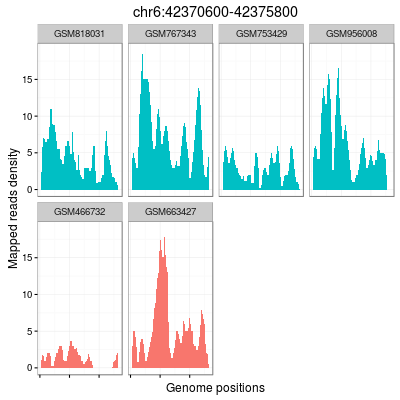 chr6:42370600-42375800
GSM818031 GSM767343 GSM753429 GSM956008
15
10
5
0
GSM466732 GSM663427
15
10
5
0
Mapped reads density
Genome positions